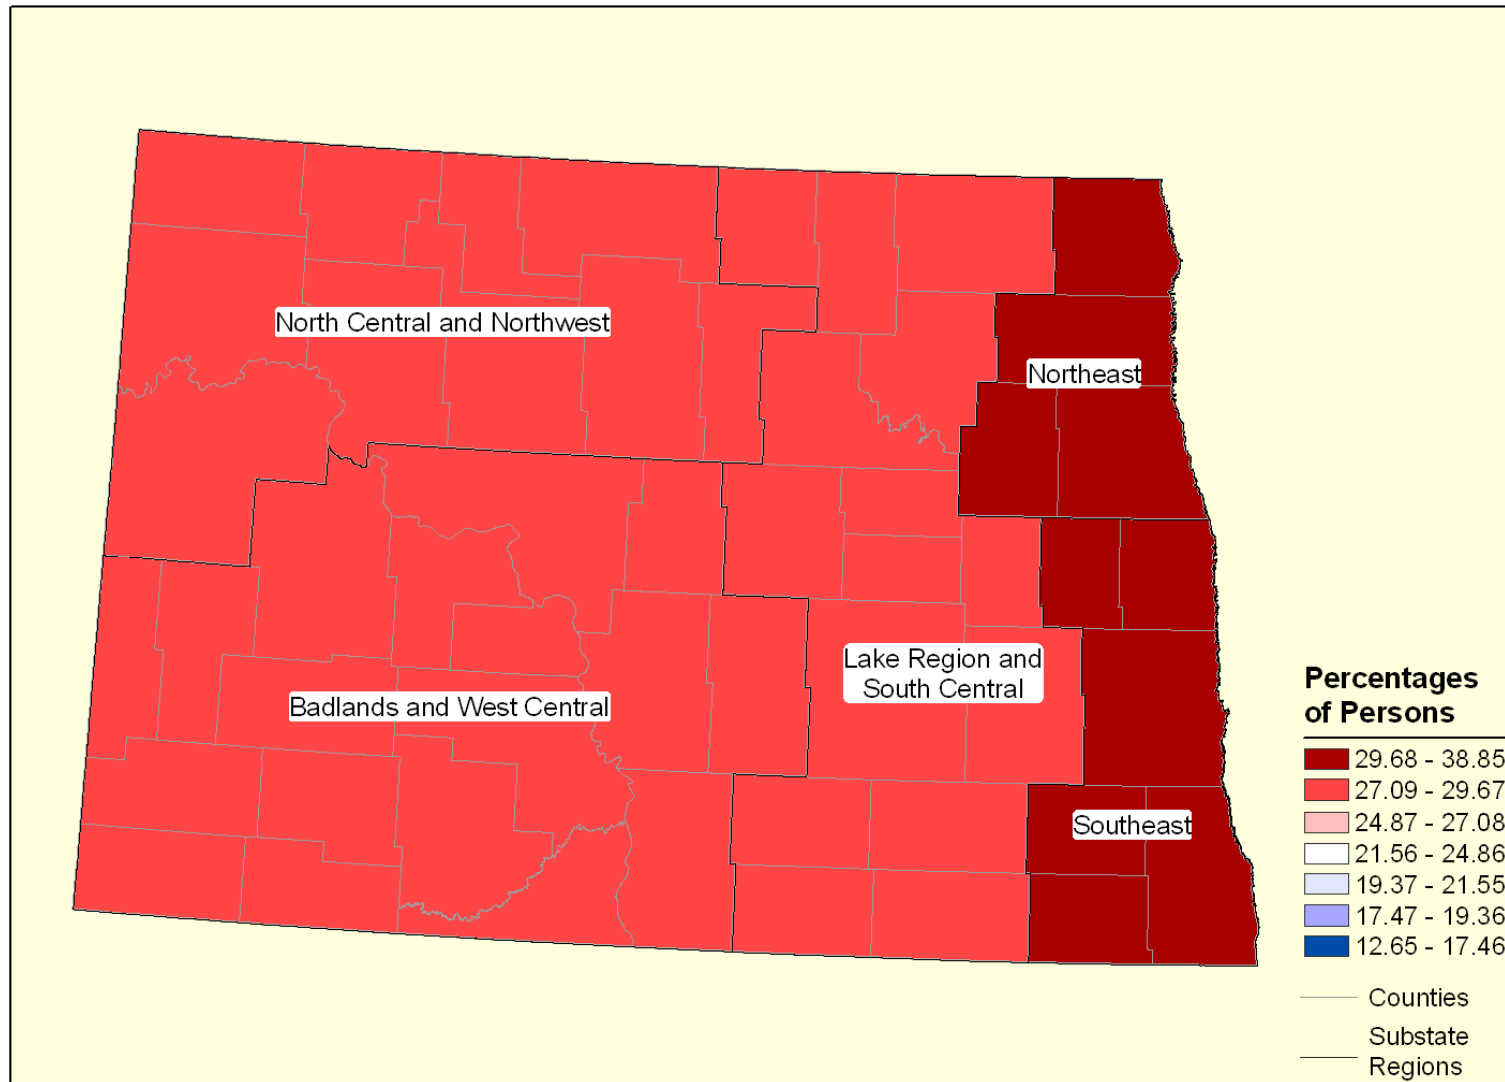 North Central and Northwest
Northeast
Lake Region and
South Central
Badlands and West Central
Southeast
Percentages
of Persons
29.68 - 38.85
27.09 - 29.67
24.87 - 27.08
21.56 - 24.86
19.37 - 21.55
17.47 - 19.36
12.65 - 17.46
Counties
Substate
Regions